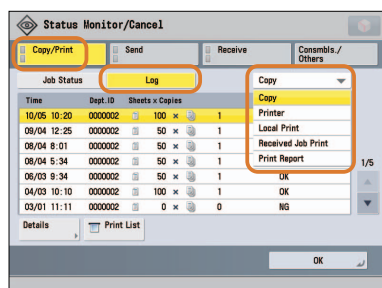 Status Monitor/Cancel
Copy/Print Send Receive Consmbls./
Others
Job Status Log Copy
Time Dept.ID Sheets x Copies Copy
10/05 10:20 0000002 100 × 1 Printer
09/04 12:25 0000002 50 × 1 Local Print
08/04 8:01 0000002 50 × 1 Received Job Print
08/04 5:34 0000002 50 × 1 Print Report 1/5
06/03 9:34 0000002 50 × 1 OK
04/03 10:10 0000002 100 × 1 OK
03/01 11:11 0000002 0 × 0 NG
Details Print List
OK